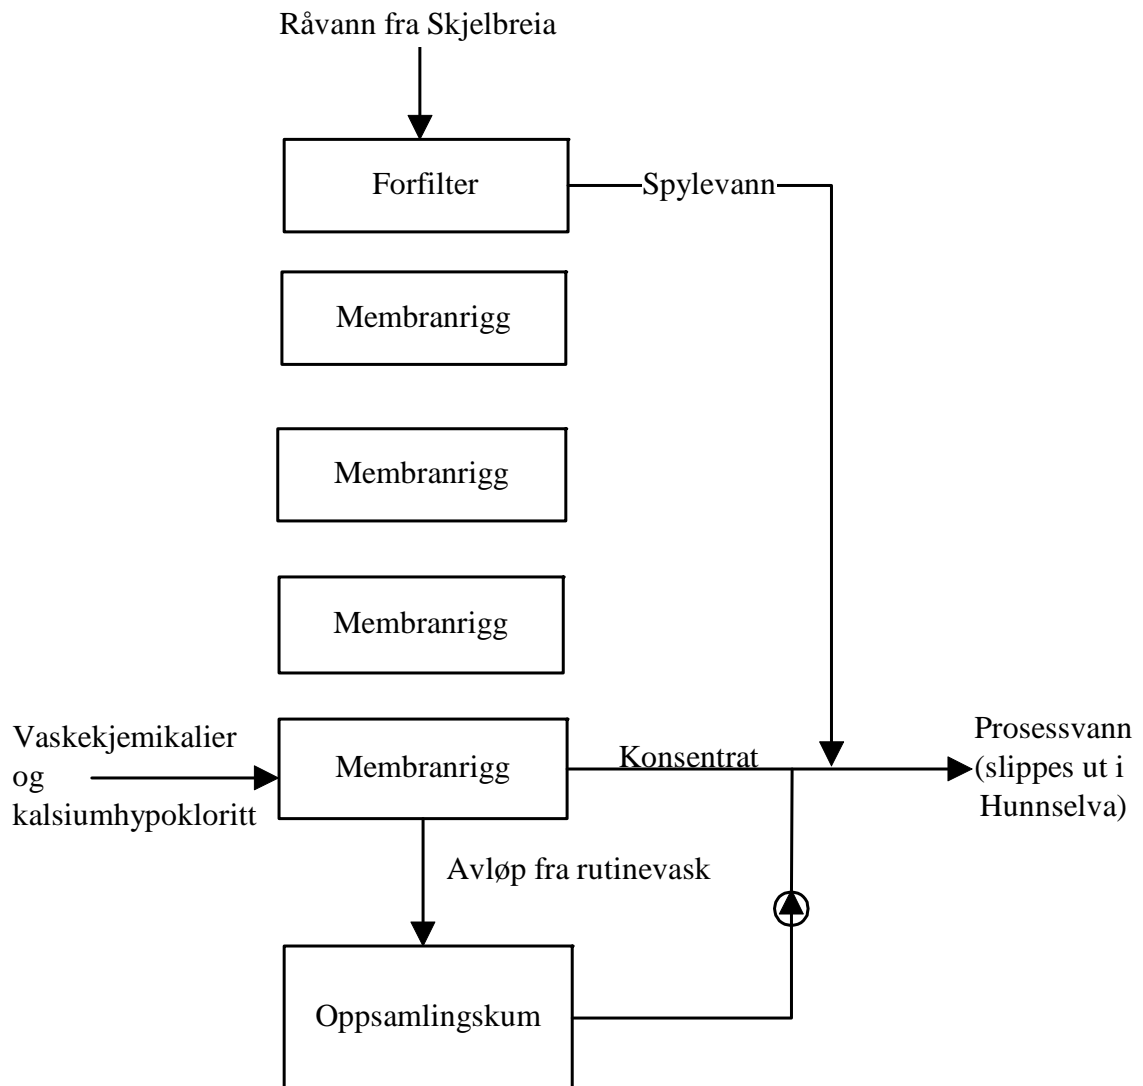 Råvann fra Skjelbreia
Forfilter
Spylevann
Membranrigg
Membranrigg
Membranrigg
Vaskekjemikalier
og
kalsiumhypokloritt
Membranrigg
Konsentrat
Prosessvann
(slippes ut i
Hunnselva)
Avløp fra rutinevask
Oppsamlingskum